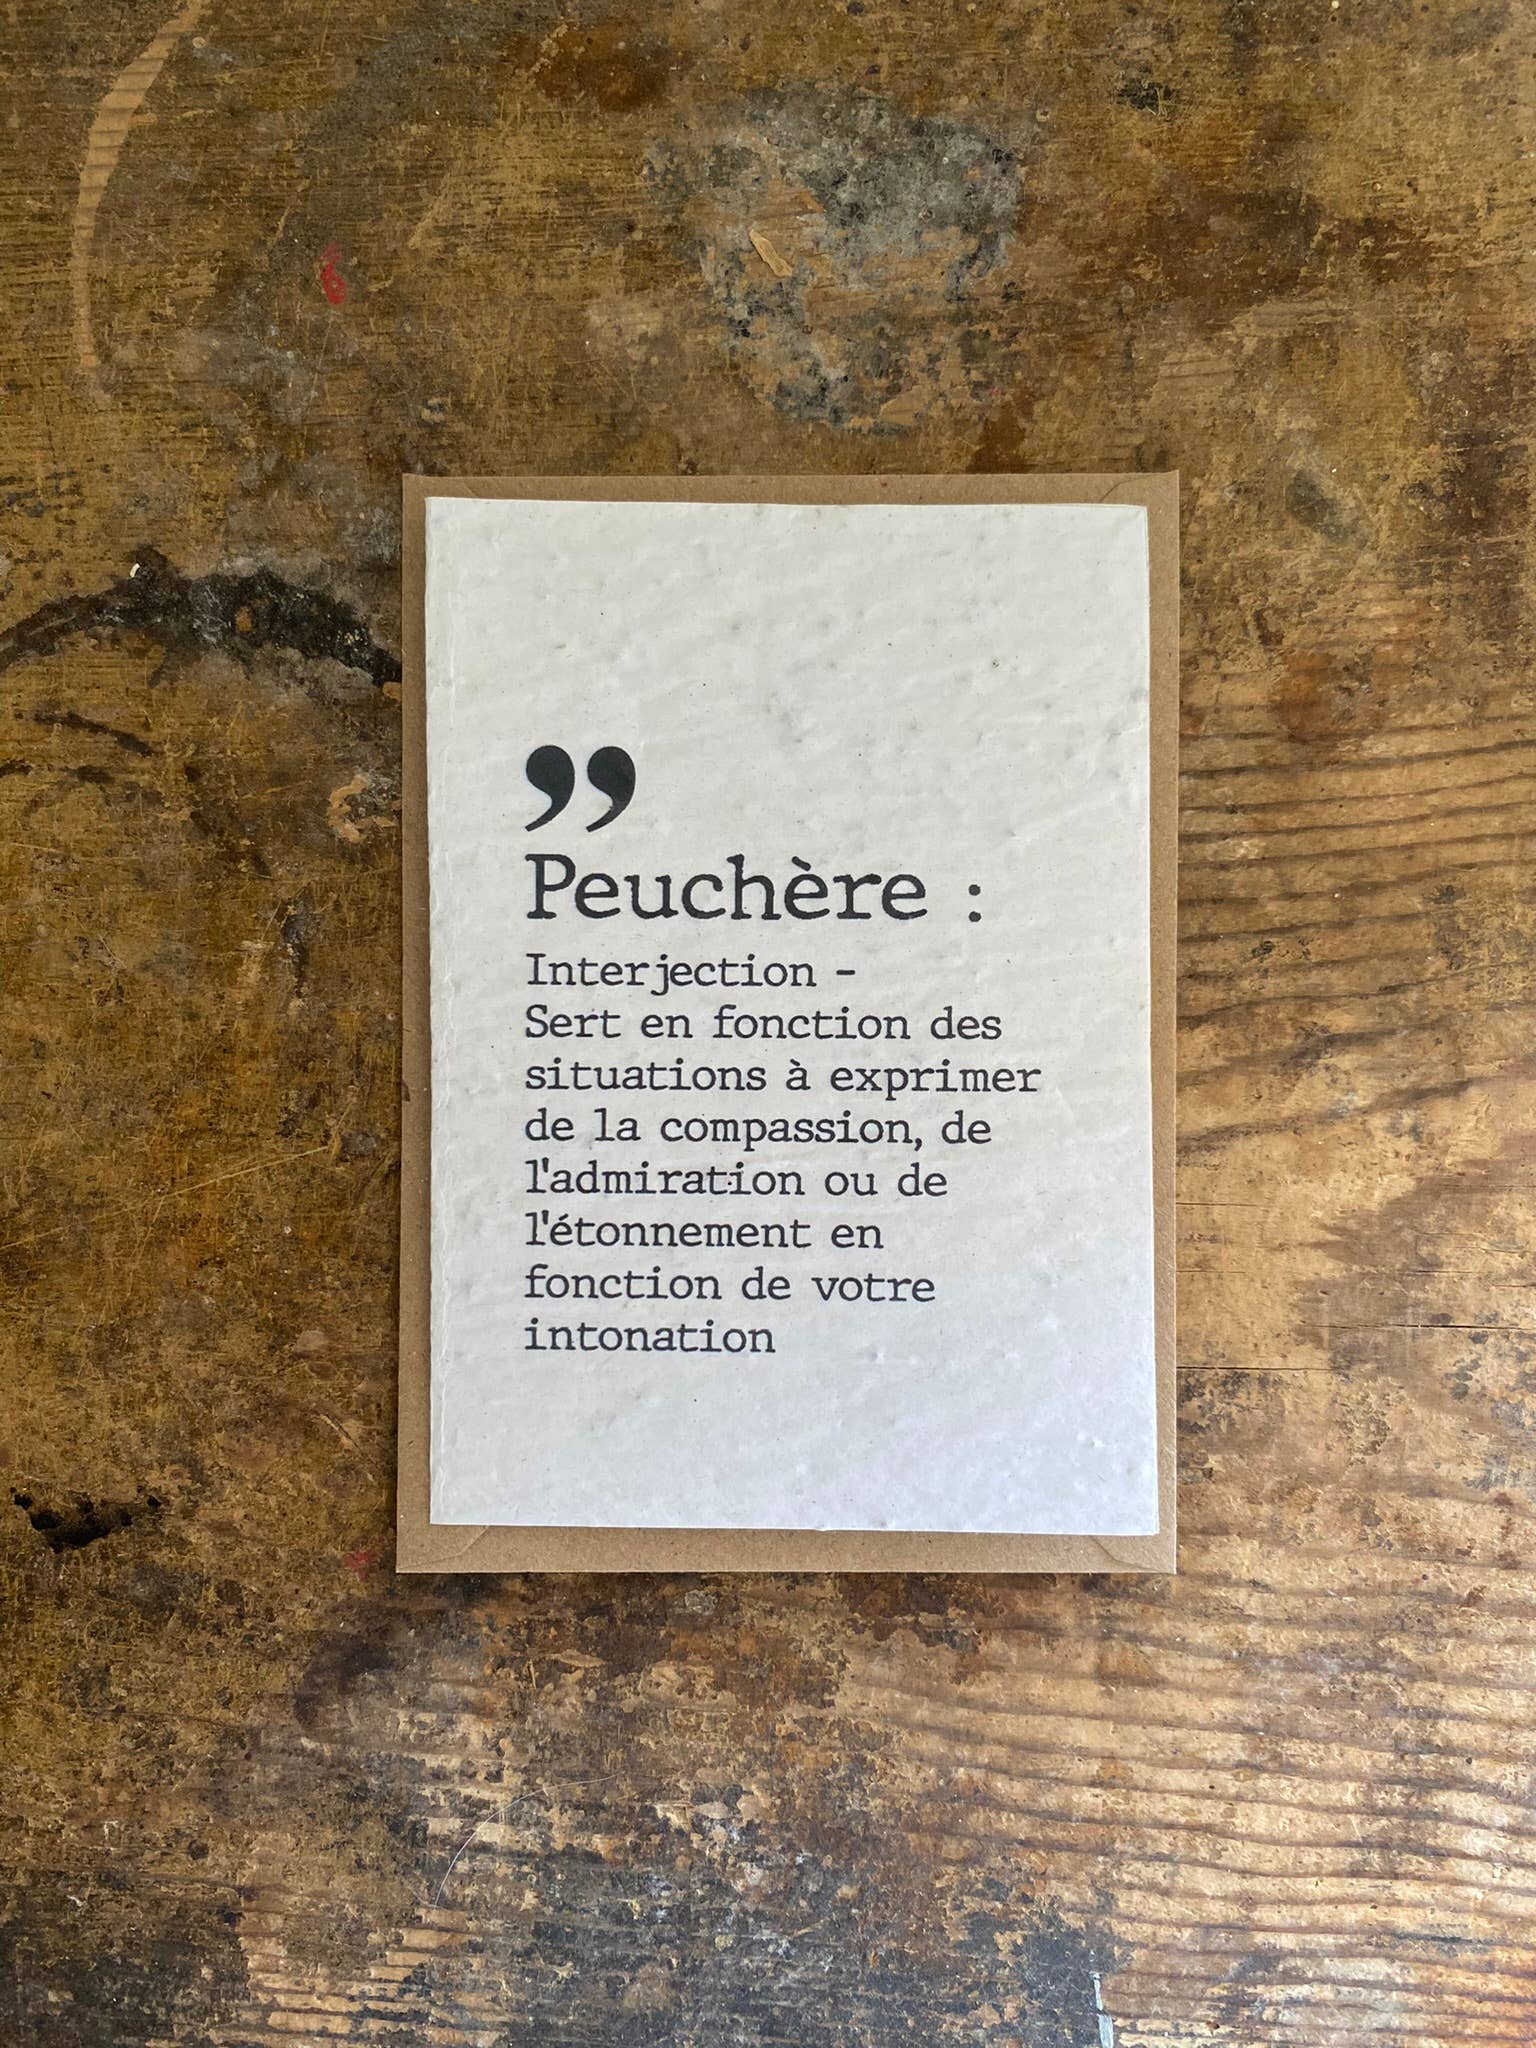 ”
Peuchère :
Interjection -
Sert en fonction des
situations à exprimer
de la compassion, de
l'admiration ou de
l'étonnement en
fonction de votre
intonation